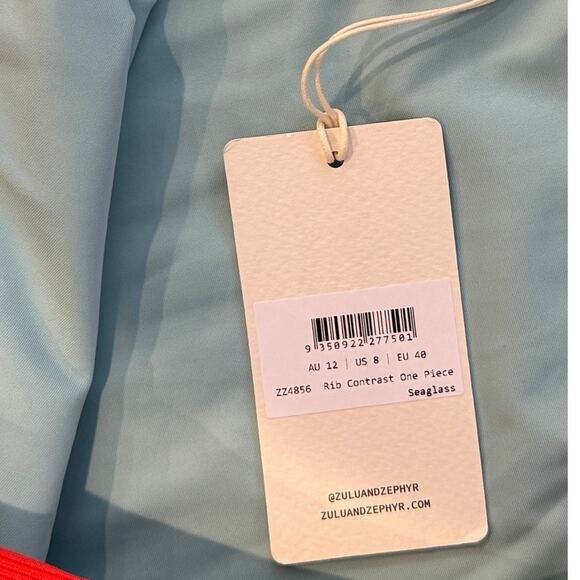 9 350922 277501
AU 12 | US 8 | EU 40
ZZ4856 Rib Contrast One Piece
Seaglass
@ZULUANDZEPHYR
ZULUANDZEPHYR.COM